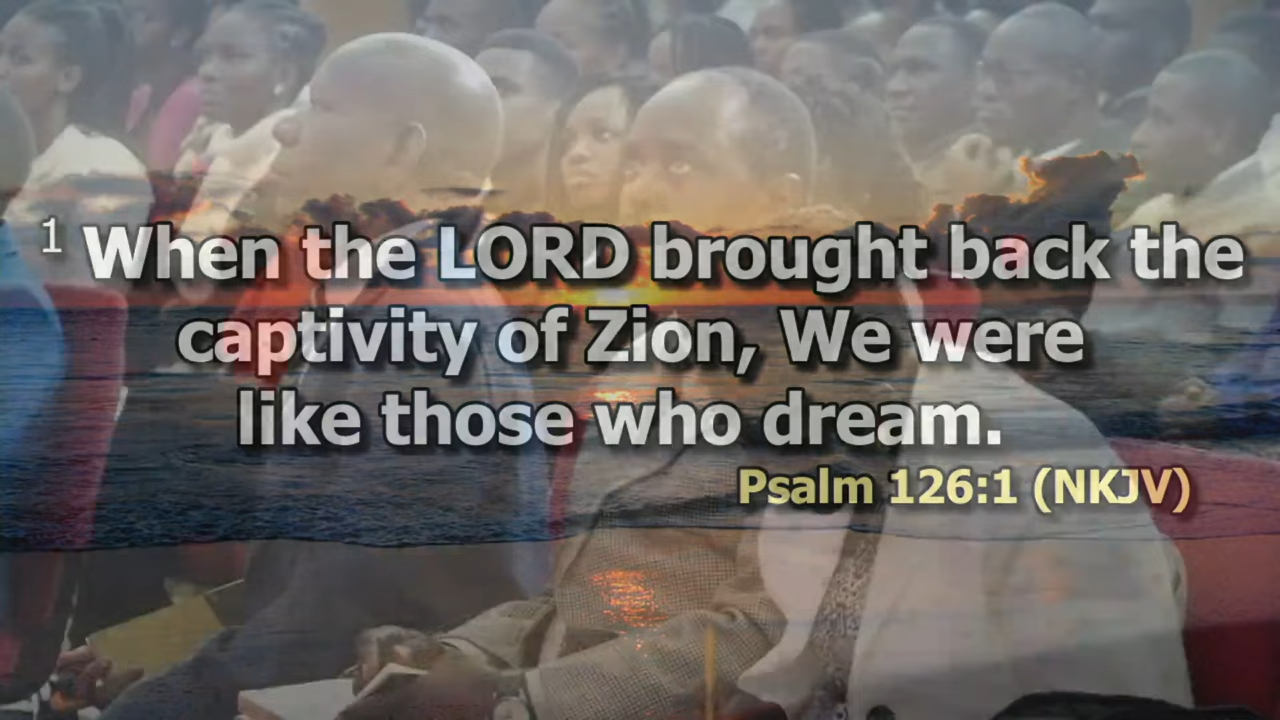 1 When the LORD brought back the
captivity of Zion, We were
like those who dream.
Psalm 126:1 (NKJV)